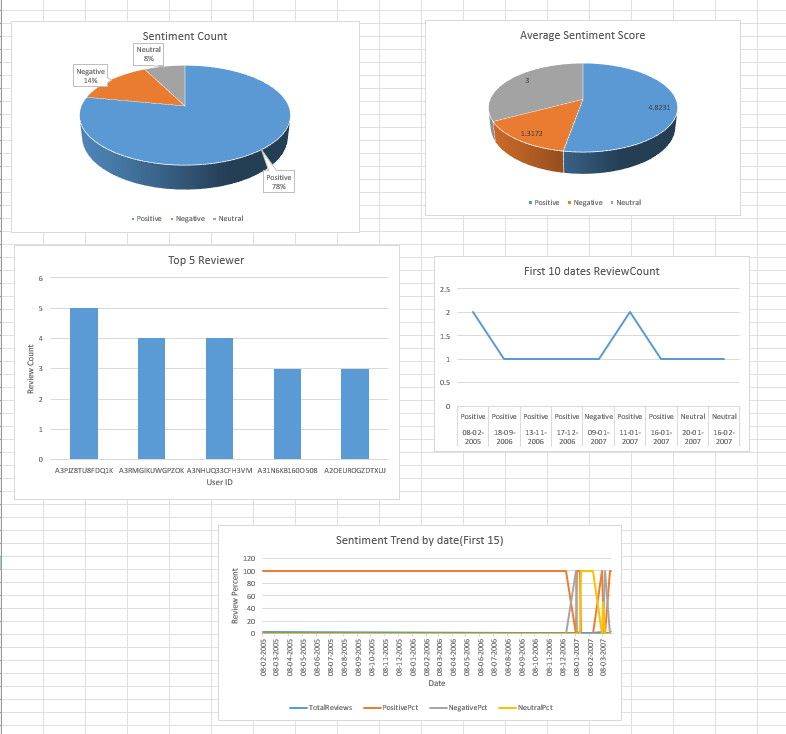 Sentiment Count
Neutral
8%
Negative
14%
Positive
78%
Positive Negative Neutral
Average Sentiment Score
3
4.8231
1.3172
Positive Negative Neutral
Top 5 Reviewer
6
5
4
3
2
1
0
Review Count
A3PJZ8TU8FDQ1K A3RMGIKUWGPZOK A3NHUQ33CFH3VM A31N6KB160O508 A2OEUROGZDTXUJ
User ID
First 10 dates ReviewCount
2.5
2
1.5
1
0.5
0
Positive Positive Positive Positive Negative Positive Positive Neutral Neutral
08-02- 18-09- 13-11- 17-12- 09-01- 11-01- 16-01- 20-01- 16-02-
2005 2006 2006 2006 2007 2007 2007 2007 2007
Sentiment Trend by date(First 15)
120
100
80
60
40
20
0
Review Percent
08-02-2005
08-03-2005
08-04-2005
08-05-2005
08-06-2005
08-07-2005
08-08-2005
08-09-2005
08-10-2005
08-11-2005
08-12-2005
08-01-2006
08-02-2006
08-03-2006
08-04-2006
08-05-2006
08-06-2006
08-07-2006
08-08-2006
08-09-2006
08-10-2006
08-11-2006
08-12-2006
08-01-2007
08-02-2007
08-03-2007
Date
TotalReviews PositivePct NegativePct NeutralPct